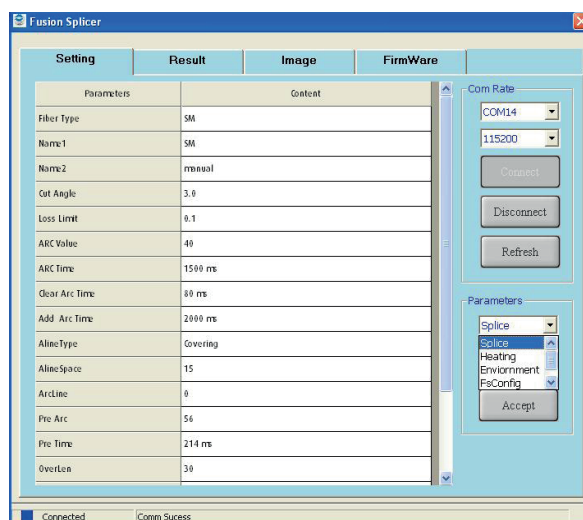 Fusion Splicer
Setting Result Image FirmWare
Parameters Content
Fiber Type SM
Name1 SM
Name2 manual
Cut Angle 3.0
Loss Limit 0.1
ARC Value 40
ARC Time 1500 ms
Clear Arc Time 80 ms
Add Arc Time 2000 ms
AlineType Covering
AlineSpace 15
ArcLine 0
Pre Arc 56
Pre Time 214 ms
OverLen 30
Com Rate
COM14
115200
Connect
Disconnect
Refresh
Parameters
Splice
Splice
Heating
Enviornment
FsConfig
Accept
Connected Comm Sucess